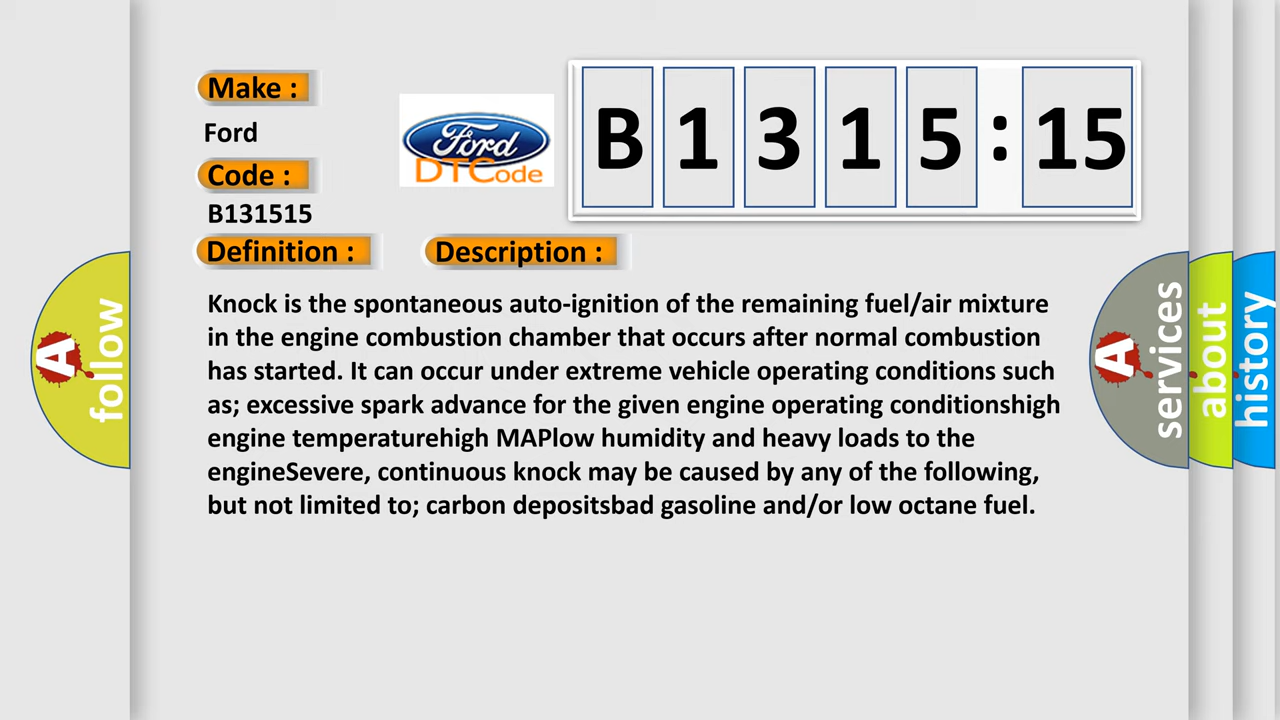 Make :
Ford
Code :
B131515
Ford
DTCode
B1315:15
Definition :
Description :
Knock is the spontaneous auto-ignition of the remaining fuel/air mixture
in the engine combustion chamber that occurs after normal combustion
has started. It can occur under extreme vehicle operating conditions such
as; excessive spark advance for the given engine operating conditionshigh
engine temperaturehigh MAPlow humidity and heavy loads to the
engineSevere, continuous knock may be caused by any of the following,
but not limited to; carbon depositsbad gasoline and/or low octane fuel.
A
follow
A
services
about
history